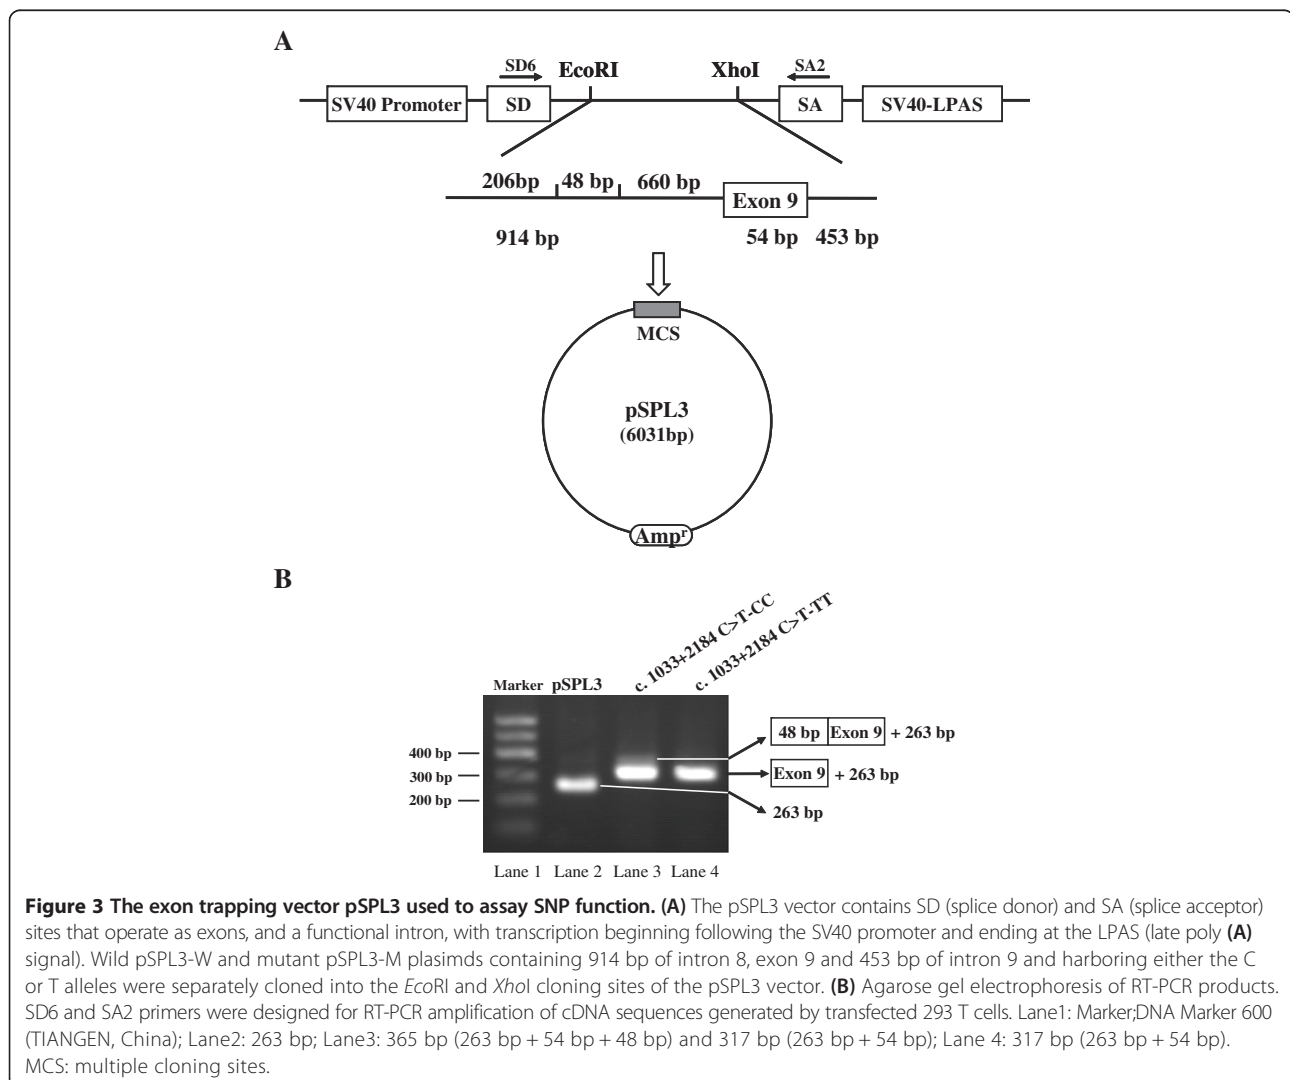 A
SD6
EcoRI
XhoI
SA2
SV40 Promoter
SD
SA
SV40-LPAS
206bp
48 bp
660 bp
Exon 9
914 bp
54 bp
453 bp
MCS
pSPL3
(6031bp)
Ampr
B
c. 1033+2184 C>T-CC
c. 1033+2184 C>T-TT
Marker
pSPL3
48 bp
Exon 9
+ 263 bp
400 bp
300 bp
Exon 9
+ 263 bp
200 bp
263 bp
Lane 1
Lane 2
Lane 3
Lane 4
Figure 3 The exon trapping vector pSPL3 used to assay SNP function. (A) The pSPL3 vector contains SD (splice donor) and SA (splice acceptor)
sites that operate as exons, and a functional intron, with transcription beginning following the SV40 promoter and ending at the LPAS (late poly (A)
signal). Wild pSPL3-W and mutant pSPL3-M plasimds containing 914 bp of intron 8, exon 9 and 453 bp of intron 9 and harboring either the C
or T alleles were separately cloned into the EcoRI and XhoI cloning sites of the pSPL3 vector. (B) Agarose gel electrophoresis of RT-PCR products.
SD6 and SA2 primers were designed for RT-PCR amplification of cDNA sequences generated by transfected 293 T cells. Lane1: Marker;DNA Marker 600
(TIANGEN, China); Lane2: 263 bp; Lane3: 365 bp (263 bp + 54 bp + 48 bp) and 317 bp (263 bp + 54 bp); Lane 4: 317 bp (263 bp + 54 bp).
MCS: multiple cloning sites.